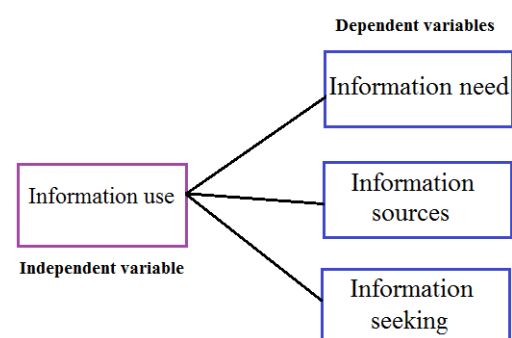 Dependent variables
Information need
Information use
Independent variable
Information
sources
Information
seeking